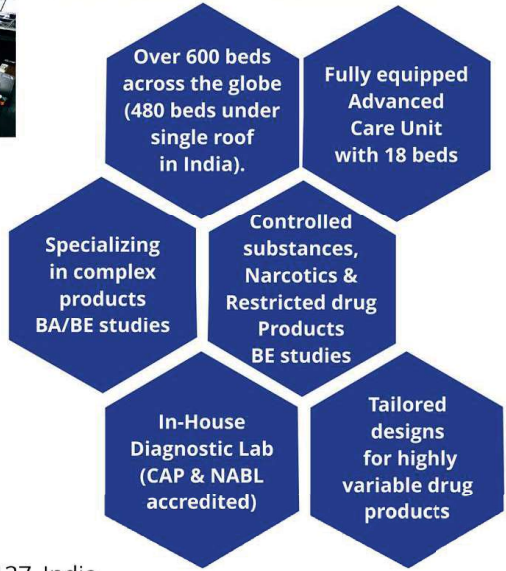 Over 600 beds
across the globe
(480 beds under
single roof
in India).
Fully equipped
Advanced
Care Unit
with 18 beds
Specializing
in complex
products
BA/BE studies
Controlled
substances,
Narcotics &
Restricted drug
Products
BE studies
In-House
Diagnostic Lab
(CAP & NABL
accredited)
Tailored
designs
for highly
variable drug
products
India